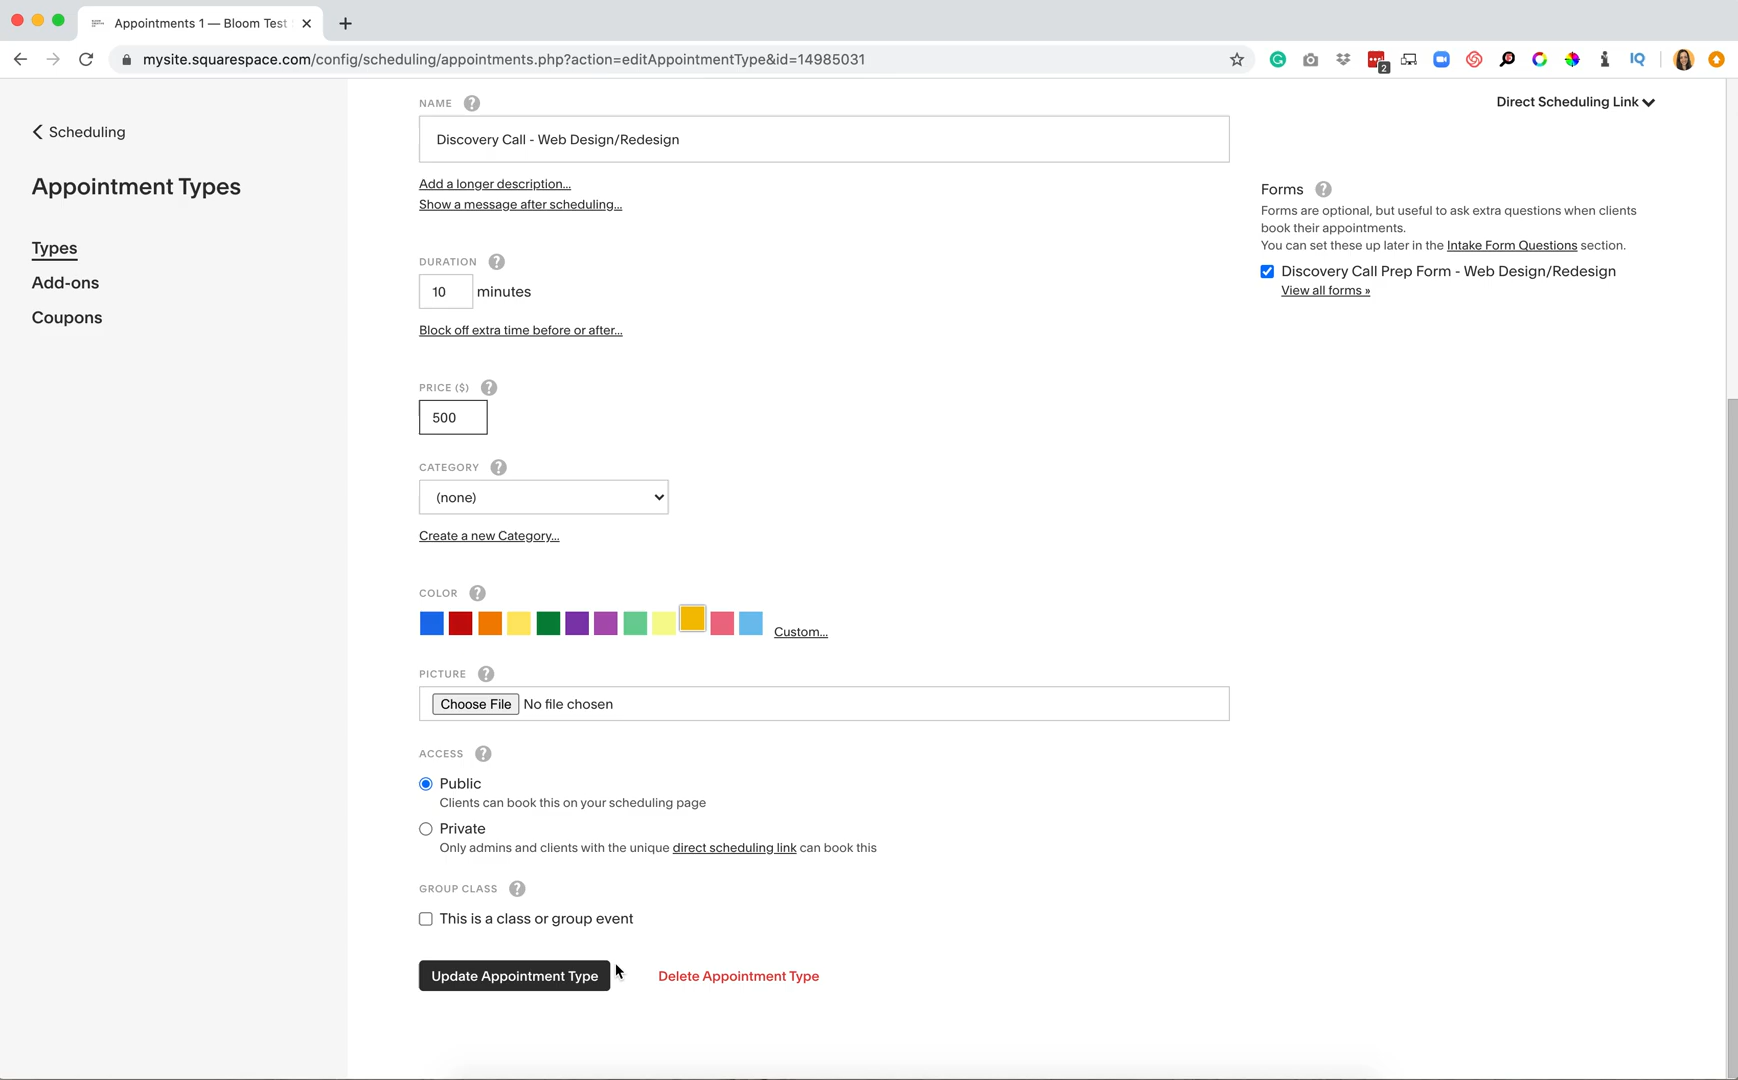 Appointments 1 — Bloom Test
mysite.squarespace.com/config/scheduling/appointments.php?action=editAppointmentType&id=14985031
2
IQ
Scheduling
Appointment Types
Types
Add-ons
Coupons
NAME ?
Discovery Call - Web Design/Redesign
Add a longer description...
Show a message after scheduling...
DURATION ?
10 minutes
Block off extra time before or after...
PRICE ($) ?
500
CATEGORY ?
(none)
Create a new Category...
COLOR ?
Custom...
PICTURE ?
Choose File No file chosen
ACCESS ?
Public
Clients can book this on your scheduling page
Private
Only admins and clients with the unique direct scheduling link can book this
GROUP CLASS ?
This is a class or group event
Update Appointment Type
Delete Appointment Type
Direct Scheduling Link
Forms ?
Forms are optional, but useful to ask extra questions when clients
book their appointments.
You can set these up later in the Intake Form Questions section.
Discovery Call Prep Form - Web Design/Redesign
View all forms »